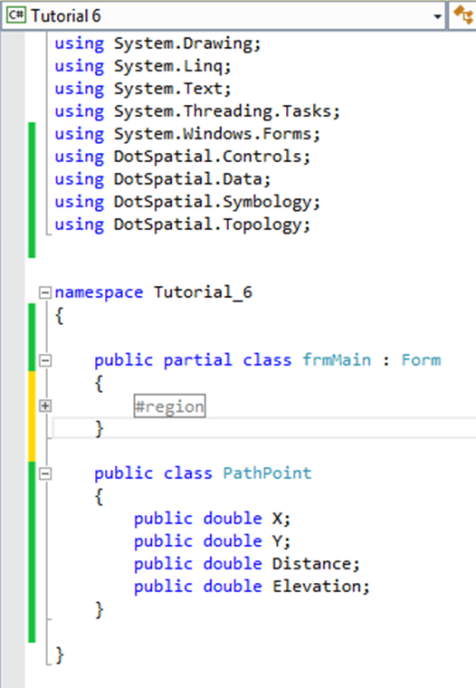 C# Tutorial 6
using System.Drawing;
using System.Linq;
using System.Text;
using System.Threading.Tasks;
using System.Windows.Forms;
using DotSpatial.Controls;
using DotSpatial.Data;
using DotSpatial.Symbology;
using DotSpatial.Topology;
namespace Tutorial_6
{
public partial class frmMain : Form
{
#region
}
public class PathPoint
{
public double X;
public double Y;
public double Distance;
public double Elevation;
}
}